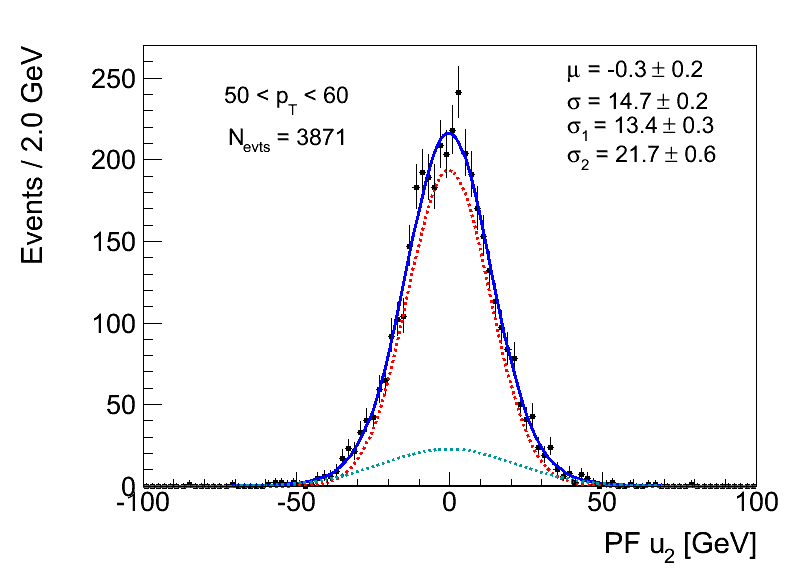 Events / 2.0 GeV
250
200
150
100
50
0
50 < p_T < 60
N_evts = 3871
μ = -0.3 ± 0.2
σ = 14.7 ± 0.2
σ_1 = 13.4 ± 0.3
σ_2 = 21.7 ± 0.6
-100 -50 0 50 100
PF u_2 [GeV]